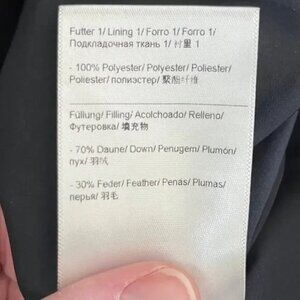 Futter 1/ Lining 1/ Forro 1/ Forro 1/
Подкладочная ткань 1/ 衬里 1
- 100% Polyester/ Polyester/ Poliester/
Poliéster/ полиэстер/ 聚酯纤维
Füllung/ Filling/ Acolchoado/ Relleno/
Футеровка/ 填充物
- 70% Daune/ Down/ Penugem/ Plumón/
пух/ 羽绒
- 30% Feder/ Feather/ Penas/ Plumas/
перья/ 羽毛